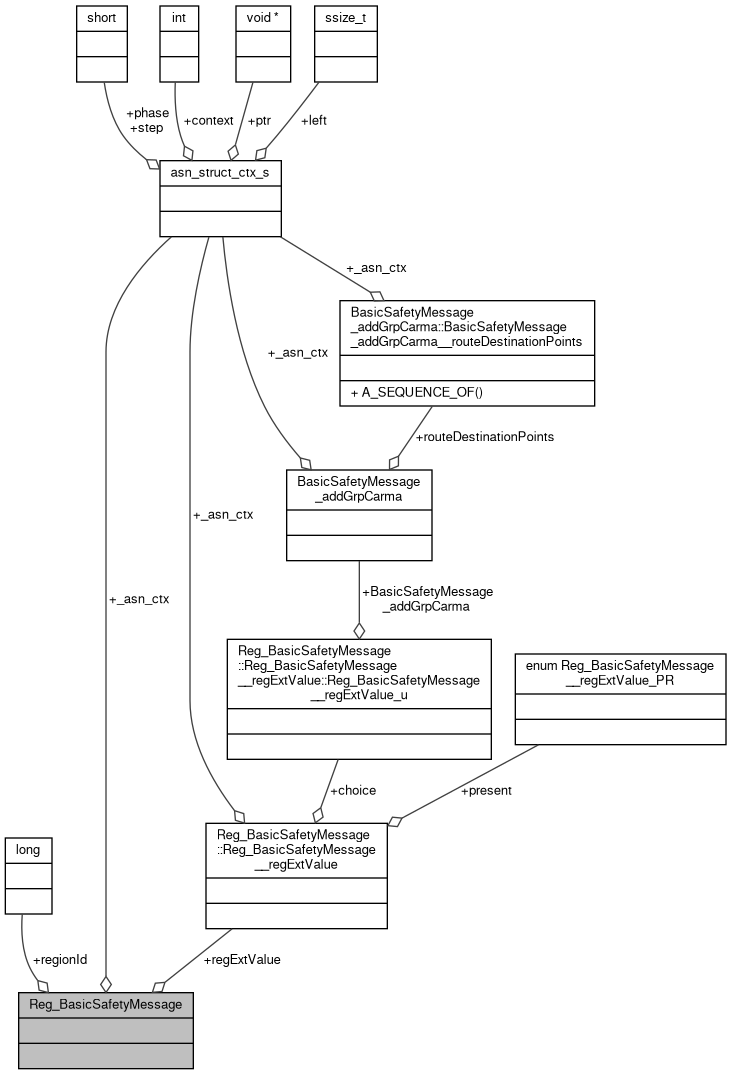 short
int
void *
ssize_t
+phase
+step
+context
+ptr
+left
asn_struct_ctx_s
+_asn_ctx
BasicSafetyMessage
_addGrpCarma::BasicSafetyMessage
_addGrpCarma__routeDestinationPoints
+ A_SEQUENCE_OF()
+_asn_ctx
+routeDestinationPoints
BasicSafetyMessage
_addGrpCarma
+_asn_ctx
+_asn_ctx
+BasicSafetyMessage
_addGrpCarma
Reg_BasicSafetyMessage
::Reg_BasicSafetyMessage
__regExtValue::Reg_BasicSafetyMessage
__regExtValue_u
enum Reg_BasicSafetyMessage
__regExtValue_PR
+choice
+present
Reg_BasicSafetyMessage
::Reg_BasicSafetyMessage
__regExtValue
long
+regionId
+regExtValue
Reg_BasicSafetyMessage